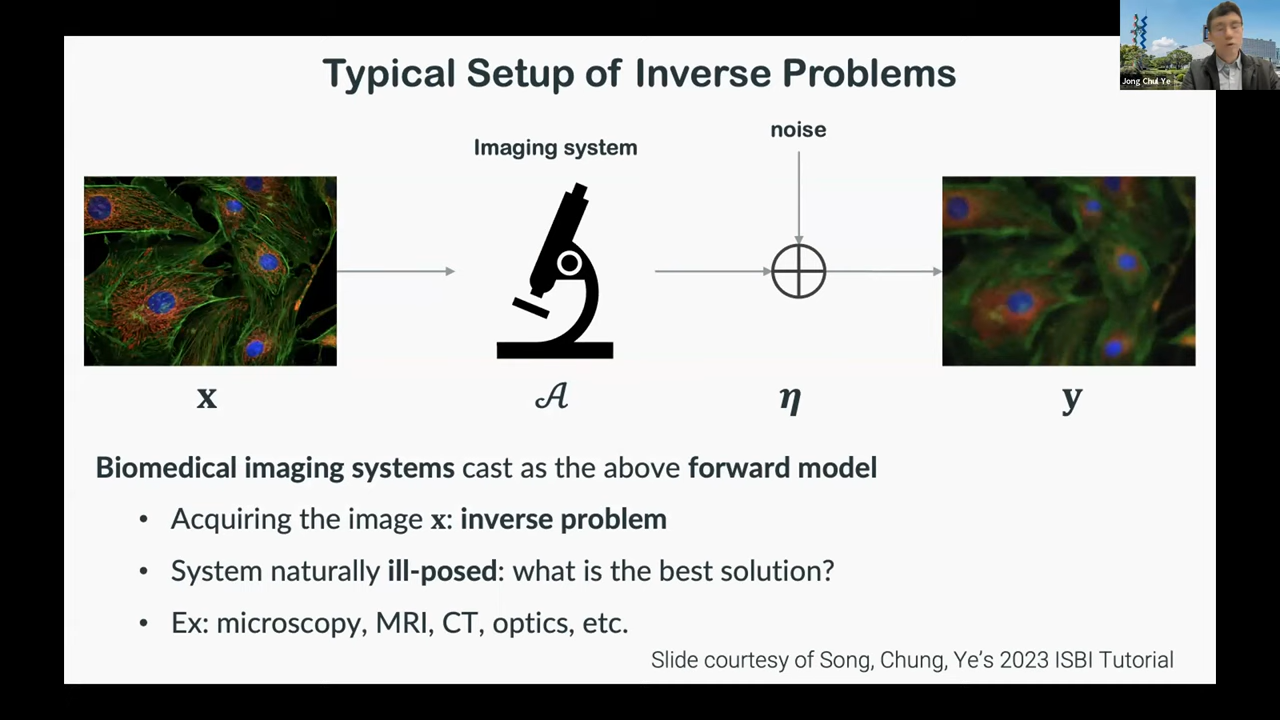 Typical Setup of Inverse Problems
Jong Chul Ye
noise
Imaging system
x
𝒜
η
y
Biomedical imaging systems cast as the above forward model
• Acquiring the image x: inverse problem
• System naturally ill-posed: what is the best solution?
• Ex: microscopy, MRI, CT, optics, etc.
Slide courtesy of Song, Chung, Ye's 2023 ISBI Tutorial